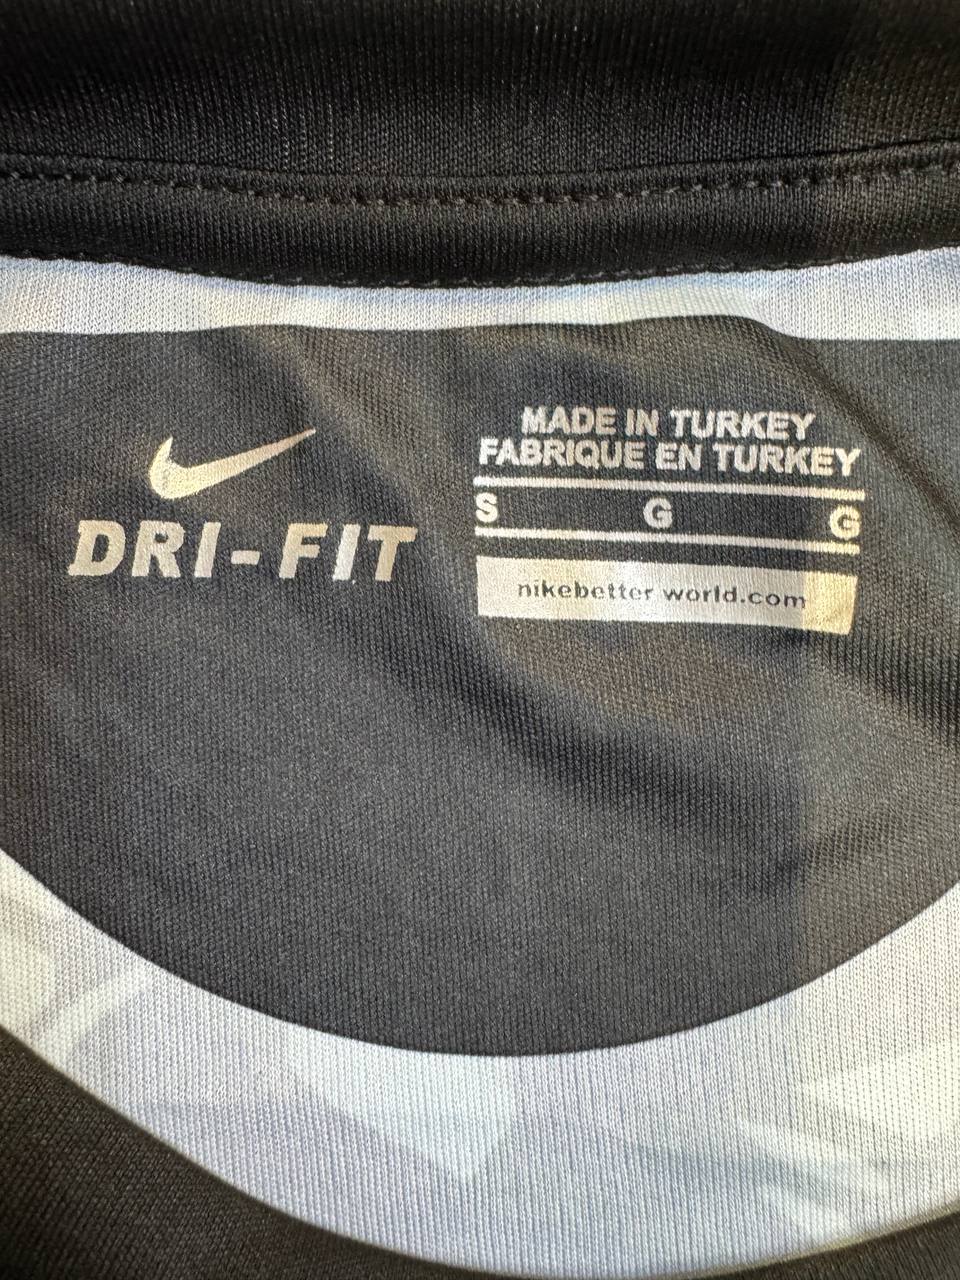 DRI-FIT
MADE IN TURKEY
FABRIQUE EN TURKEY
S G G
nikebetter world.com